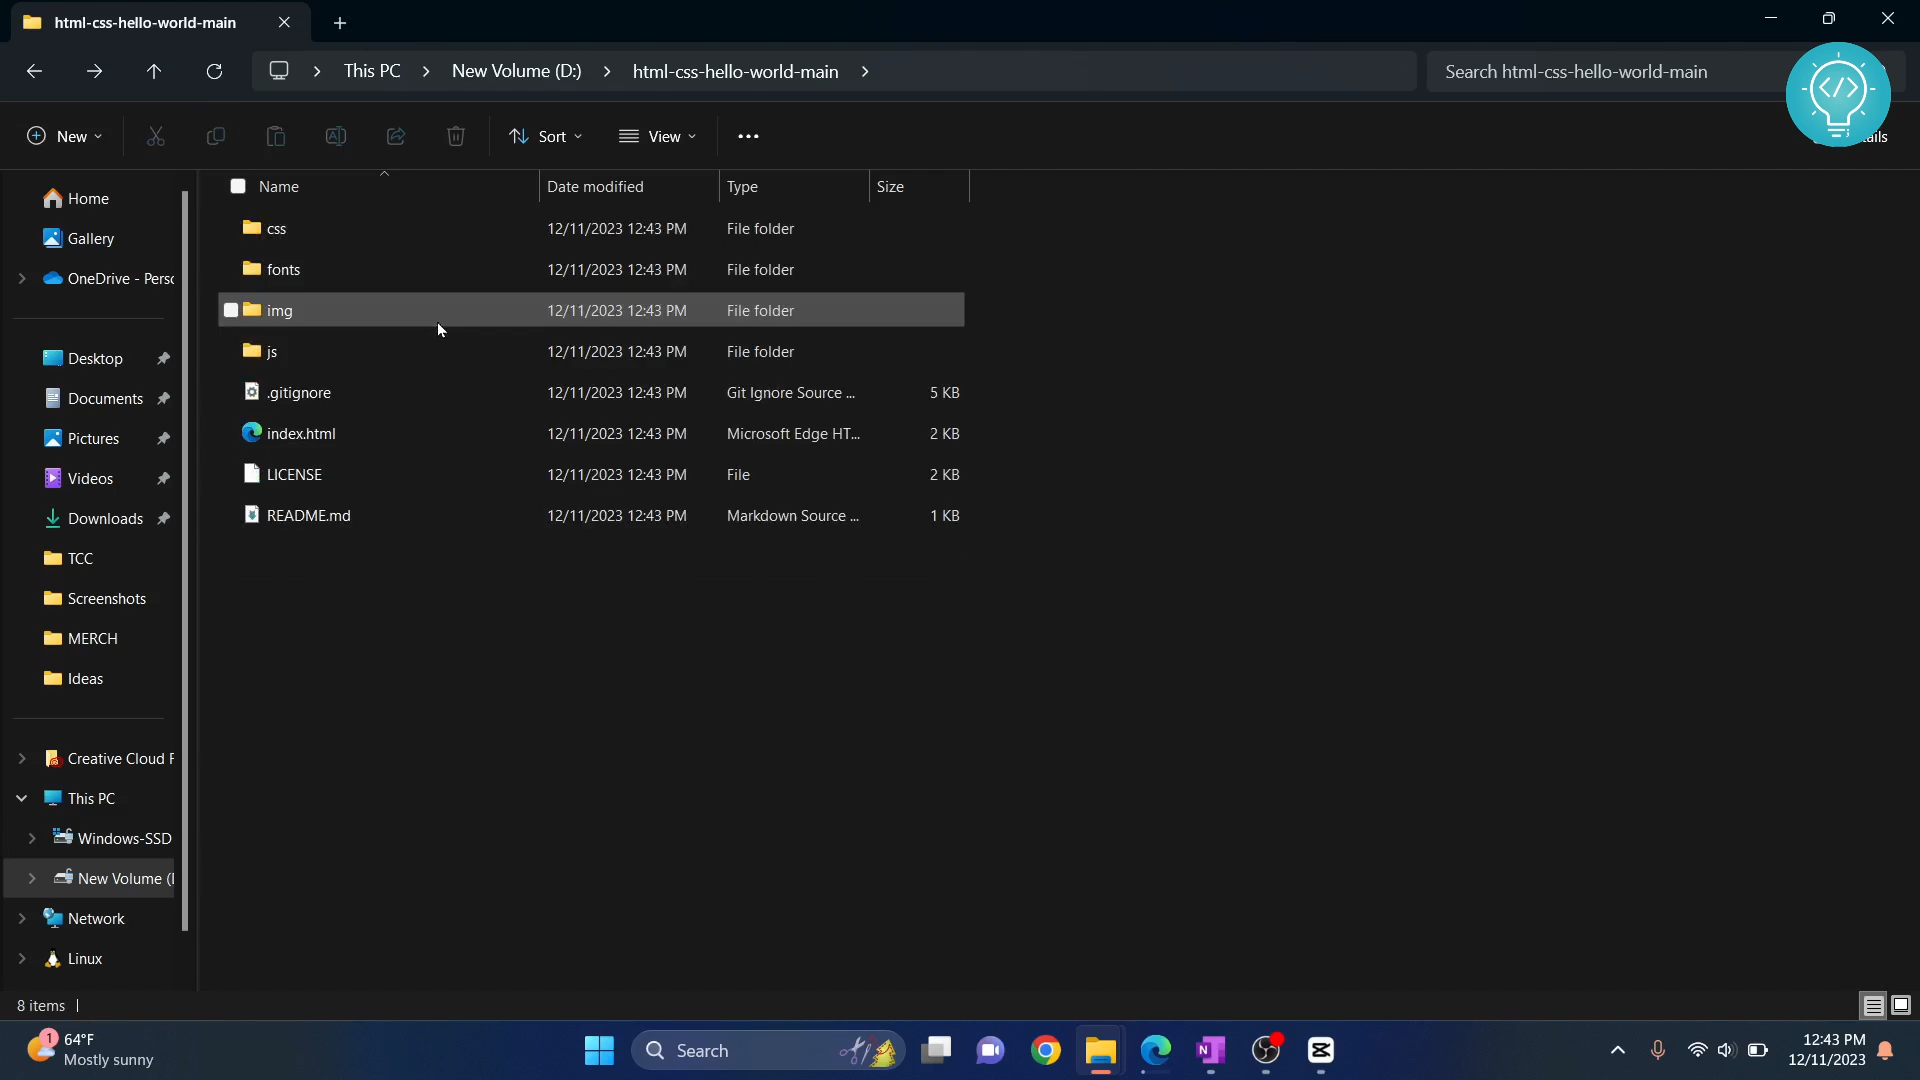 html-css-hello-world-main
This PC
New Volume (D:)
html-css-hello-world-main
Search html-css-hello-world-main
New
Sort
View
</>
Name
Date modified
Type
Size
Home
Gallery
OneDrive - Pers
css 12/11/2023 12:43 PM File folder
fonts 12/11/2023 12:43 PM File folder
img 12/11/2023 12:43 PM File folder
js 12/11/2023 12:43 PM File folder
.gitignore 12/11/2023 12:43 PM Git Ignore Source ... 5 KB
index.html 12/11/2023 12:43 PM Microsoft Edge HT... 2 KB
LICENSE 12/11/2023 12:43 PM File 2 KB
README.md 12/11/2023 12:43 PM Markdown Source ... 1 KB
Desktop
Documents
Pictures
Videos
Downloads
TCC
Screenshots
MERCH
Ideas
Creative Cloud F
This PC
Windows-SSD
New Volume (
Network
Linux
8 items
1
64°F
Mostly sunny
Search
12:43 PM
12/11/2023